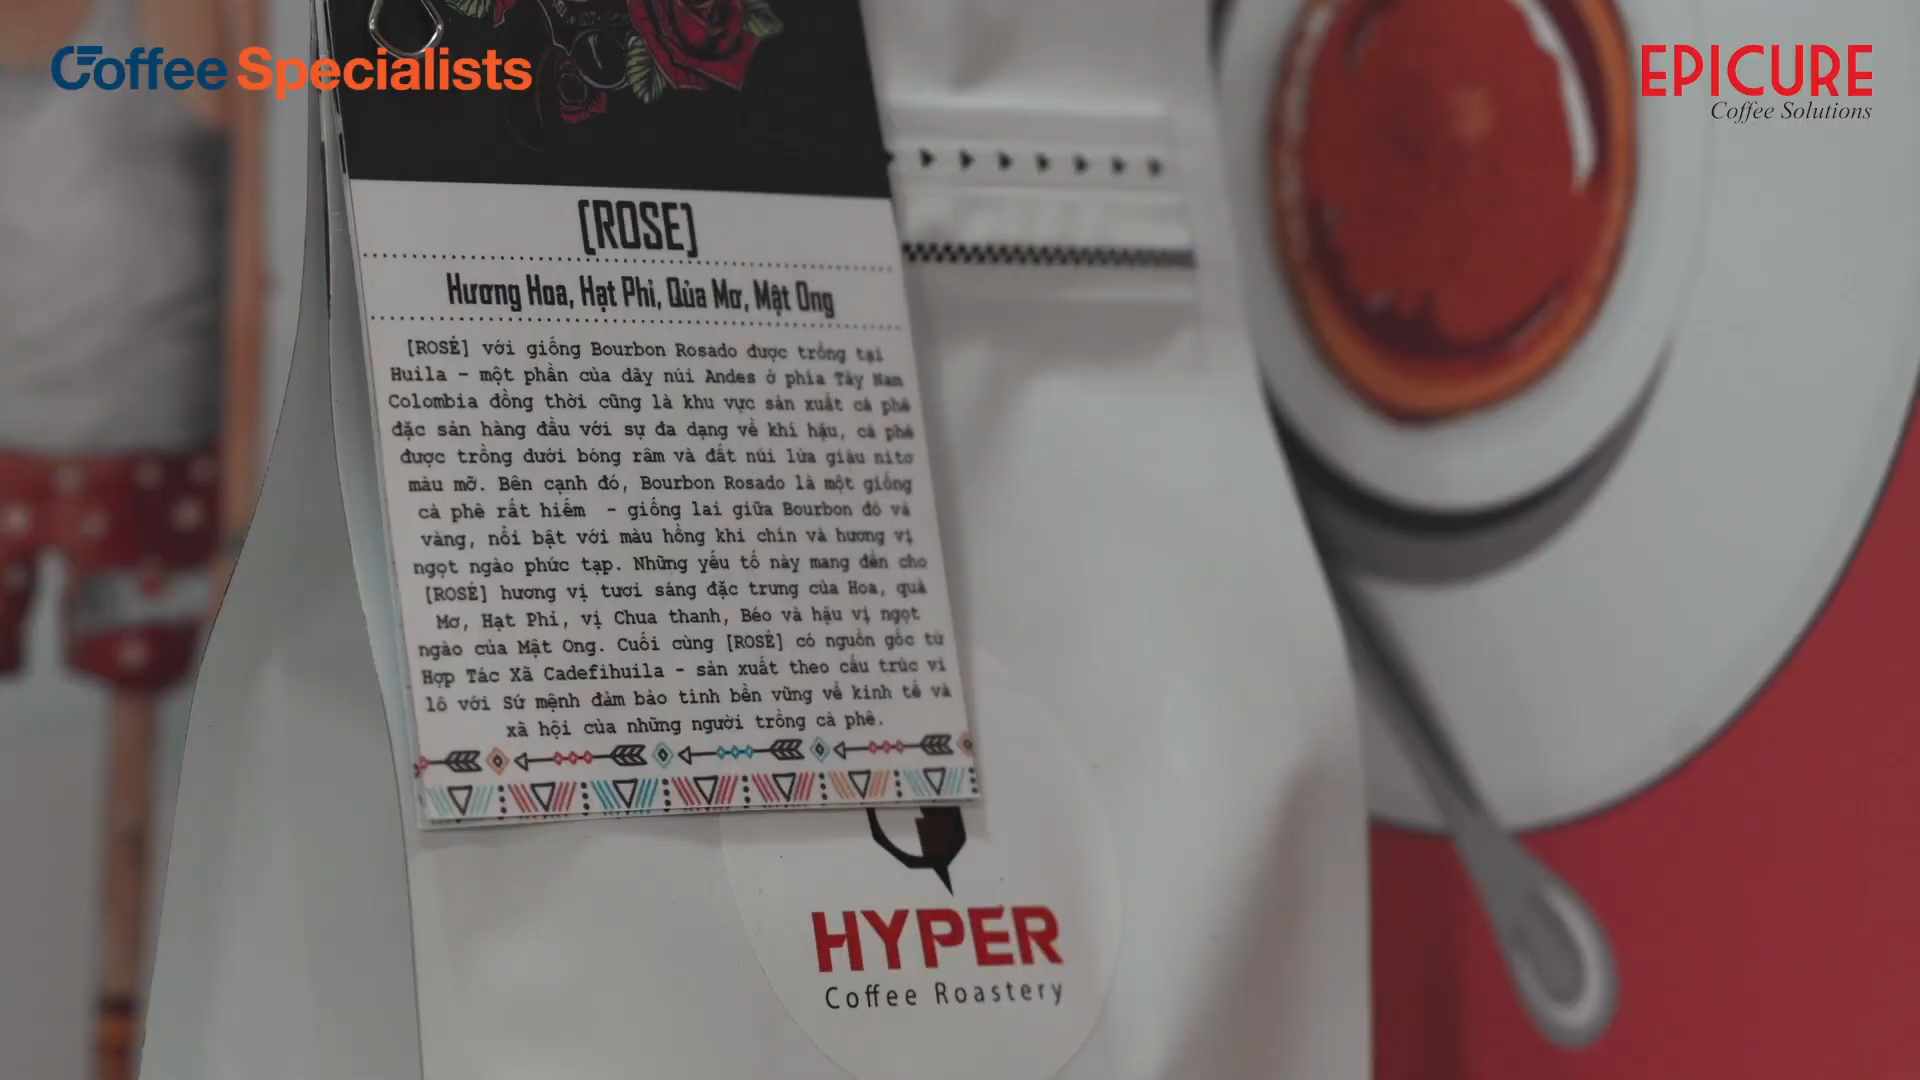 Coffee Specialists
EPICURE
Coffee Solutions
[ROSE]
Hương Hoa, Hạt Phỉ, Qủa Mơ, Mật Ong
[ROSÉ] với giống Bourbon Rosado được trồng tại
Huila - một phần của dãy núi Andes ở phía Tây Nam
Colombia đồng thời cũng là khu vực sản xuất cà phê
đặc sản hàng đầu với sự đa dạng về khí hậu, cà phê
được trồng dưới bóng râm và đất núi lửa giàu nitơ
màu mỡ. Bên cạnh đó, Bourbon Rosado là một giống
cà phê rất hiếm - giống lai giữa Bourbon đỏ và
vàng, nổi bật với màu hồng khi chín và hương vị
ngọt ngào phức tạp. Những yếu tố này mang đến cho
[ROSÉ] hương vị tươi sáng đặc trưng của Hoa, quả
Mơ, Hạt Phỉ, vị Chua thanh, Béo và hậu vị ngọt
ngào của Mật Ong. Cuối cùng [ROSÉ] có nguồn gốc từ
Hợp Tác Xã Cadefihuila - sản xuất theo cấu trúc vi
lô với Sứ mệnh đảm bảo tính bền vững về kinh tế và
xã hội của những người trồng cà phê.
HYPER
Coffee Roastery